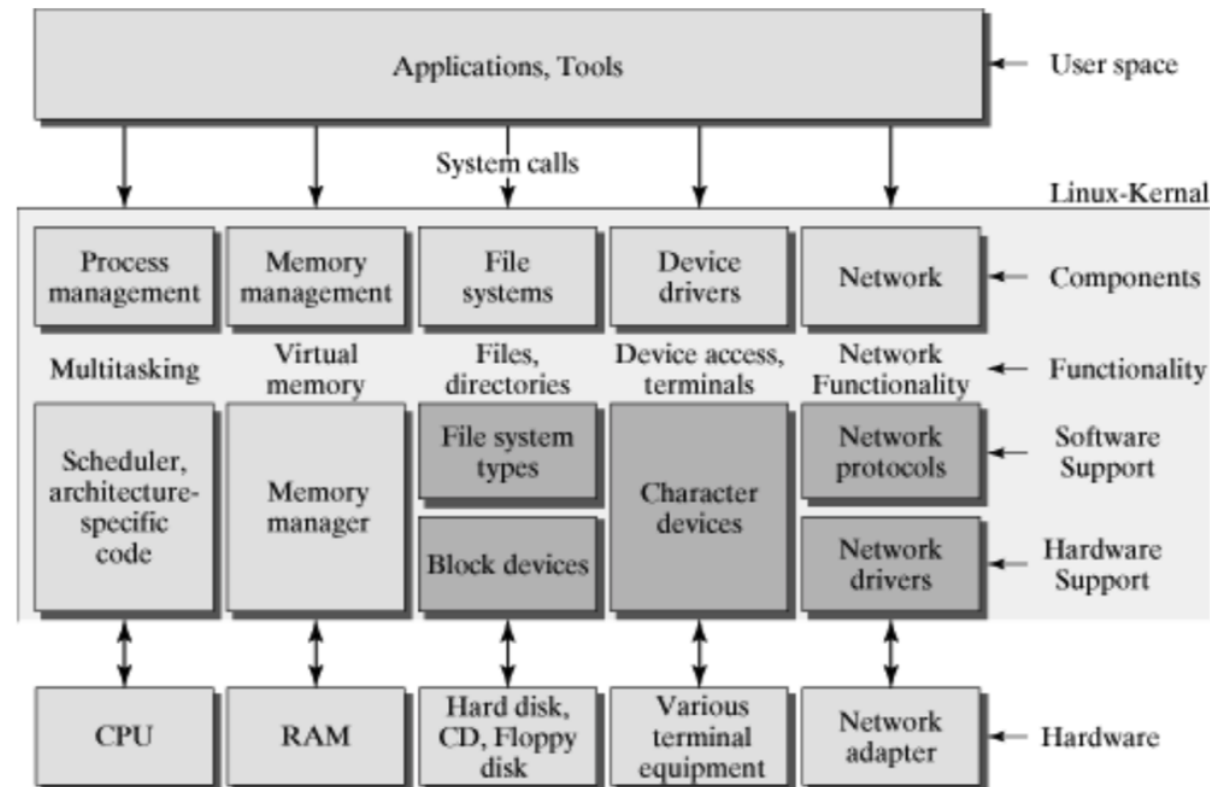 Applications, Tools
User space
System calls
Linux-Kernal
Process
management
Memory
management
File
systems
Device
drivers
Network
Components
Multitasking
Virtual
memory
Files,
directories
Device access,
terminals
Network
Functionality
Functionality
Scheduler,
architecture-
specific
code
Memory
manager
File system
types
Block devices
Character
devices
Network
protocols
Network
drivers
Software
Support
Hardware
Support
CPU
RAM
Hard disk,
CD, Floppy
disk
Various
terminal
equipment
Network
adapter
Hardware